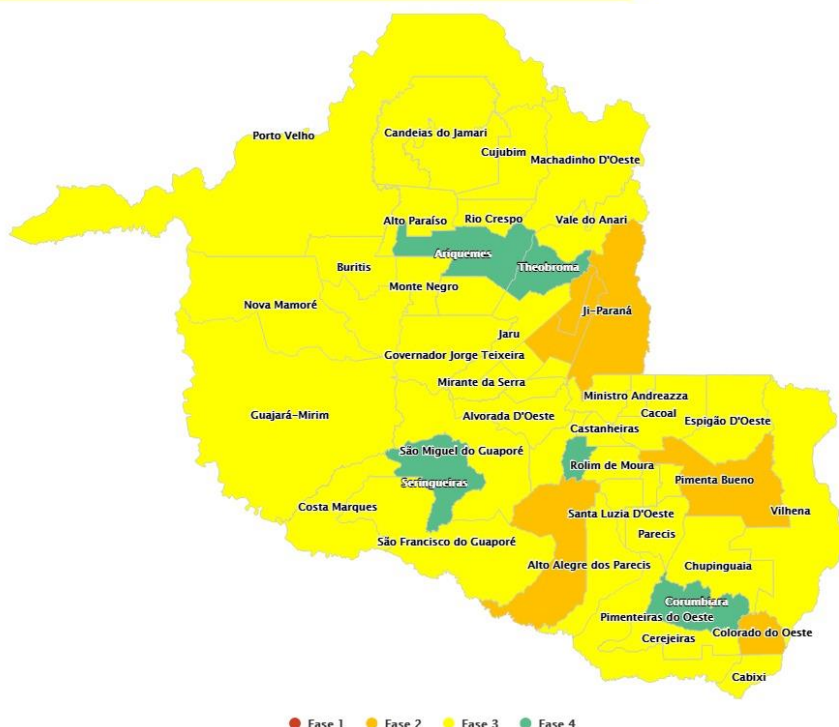 Porto Velho
Candeias do Jamari
Cujubim
Machadinho D'Oeste
Alto Paraíso
Rio Crespo
Vale do Anari
Ariquemes
Theobroma
Buritis
Monte Negro
Nova Mamoré
Ji-Paraná
Jaru
Governador Jorge Teixeira
Mirante da Serra
Ministro Andreazza
Cacoal
Espigão D'Oeste
Guajará-Mirim
Alvorada D'Oeste
Castanheiras
São Miguel do Guaporé
Rolim de Moura
Seringueiras
Pimenta Bueno
Costa Marques
Santa Luzia D'Oeste
Vilhena
São Francisco do Guaporé
Parecis
Alto Alegre dos Parecis
Chupinguaia
Corumbiara
Pimenteiras do Oeste
Colorado do Oeste
Cerejeiras
Cabixi
Fase 1 Fase 2 Fase 3 Fase 4